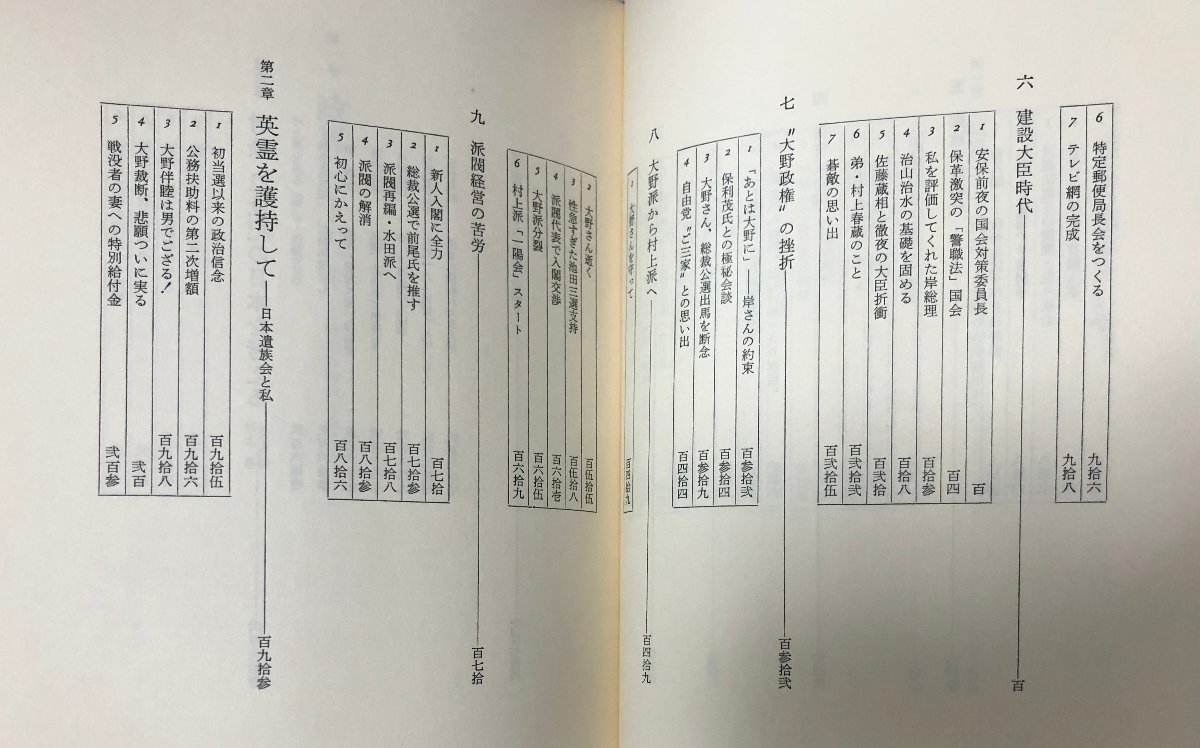 6 特定郵便局長会をつくる 九拾六
7 テレビ網の完成 九拾八
六 建設大臣時代 百
1 安保前夜の国会対策委員長 百
2 保革激突の「警職法」国会 百四
3 私を評価してくれた岸総理 百拾参
4 治山治水の基礎を固める 百拾八
5 佐藤蔵相と徹夜の大臣折衝 百弐拾
6 弟・村上春蔵のこと 百弐拾弐
7 碁敵の思い出 百弐拾伍
七 〝大野政権〟の挫折 百参拾弐
1 「あとは大野に」——岸さんの約束 百参拾弐
2 保利茂氏との極秘会談 百参拾四
3 大野さん、総裁公選出馬を断念 百参拾九
4 自由党〝ご三家〟との思い出 百四拾四
八 大野派から村上派へ 百四拾九
1 大野さんを守って 百四拾九
2 大野さん逝く 百伍拾伍
3 性急すぎた池田三選支持 百伍拾八
4 派閥代表で入閣交渉 百六拾壱
5 大野派分裂 百六拾伍
6 村上派「一陽会」スタート 百六拾九
九 派閥経営の苦労 百七拾
1 新人入閣に全力 百七拾
2 総裁公選で前尾氏を推す 百七拾参
3 派閥再編・水田派へ 百七拾八
4 派閥の解消 百八拾参
5 初心にかえって 百八拾六
第二章 英霊を護持して——日本遺族会と私 百九拾参
1 初当選以来の政治信念 百九拾伍
2 公務扶助料の第二次増額 百九拾六
3 大野伴睦は男でござる！ 百九拾八
4 大野裁断、悲願ついに実る 弐百
5 戦没者の妻への特別給付金 弐百参